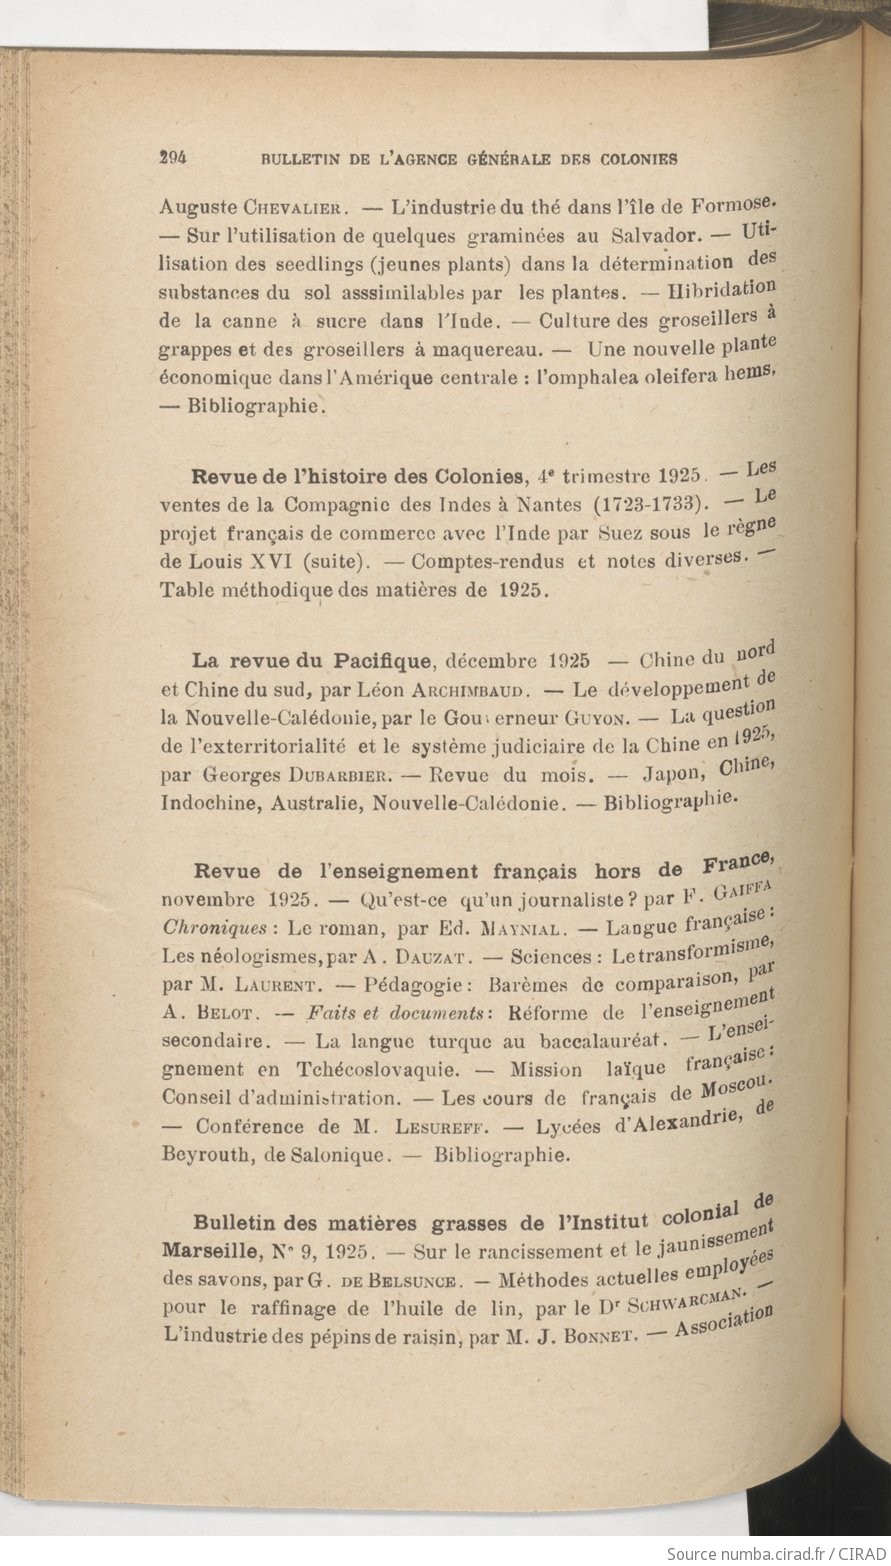 294 BULLETIN DE L'AGENCE GÉNÉRALE DES COLONIES
Auguste CHEVALIER. — L'industrie du thé dans l'île de Formose.
— Sur l'utilisation de quelques graminées au Salvador. — Uti-
lisation des seedlings (jeunes plants) dans la détermination des
substances du sol asssimilables par les plantes. — Hibridation
de la canne à sucre dans l'Inde. — Culture des groseillers à
grappes et des groseillers à maquereau. — Une nouvelle plante
économique dans l'Amérique centrale : l'omphalea oleifera hems,
— Bibliographie.
Revue de l'histoire des Colonies, 4e trimestre 1925. — Les
ventes de la Compagnie des Indes à Nantes (1723-1733). — Le
projet français de commerce avec l'Inde par Suez sous le règne
de Louis XVI (suite). — Comptes-rendus et notes diverses. —
Table méthodique des matières de 1925.
La revue du Pacifique, décembre 1925 — Chine du nord
et Chine du sud, par Léon ARCHIMBAUD. — Le développement de
la Nouvelle-Calédonie, par le Gouverneur GUYON. — La question
de l'exterritorialité et le système judiciaire de la Chine en 1925,
par Georges DUBARBIER. — Revue du mois. — Japon, Chine,
Indochine, Australie, Nouvelle-Calédonie. — Bibliographie.
Revue de l'enseignement français hors de France,
novembre 1925. — Qu'est-ce qu'un journaliste ? par F. GAIFFA
Chroniques : Le roman, par Ed. MAYNIAL. — Langue française :
Les néologismes, par A. DAUZAT. — Sciences : Le transformisme,
par M. LAURENT. — Pédagogie : Barèmes de comparaison, par
A. BELOT. — Faits et documents : Réforme de l'enseignement
secondaire. — La langue turque au baccalauréat. — L'ensei-
gnement en Tchécoslovaquie. — Mission laïque française :
Conseil d'administration. — Les cours de français de Moscou.
— Conférence de M. LESUREFF. — Lycées d'Alexandrie, de
Beyrouth, de Salonique. — Bibliographie.
Bulletin des matières grasses de l'Institut colonial de
Marseille, N° 9, 1925. — Sur le rancissement et le jaunissement
des savons, par G. DE BELSUNCE. — Méthodes actuelles employées
pour le raffinage de l'huile de lin, par le Dr SCHWARCMAN. —
L'industrie des pépins de raisin, par M. J. BONNET. — Association
Source numba.cirad.fr / CIRAD